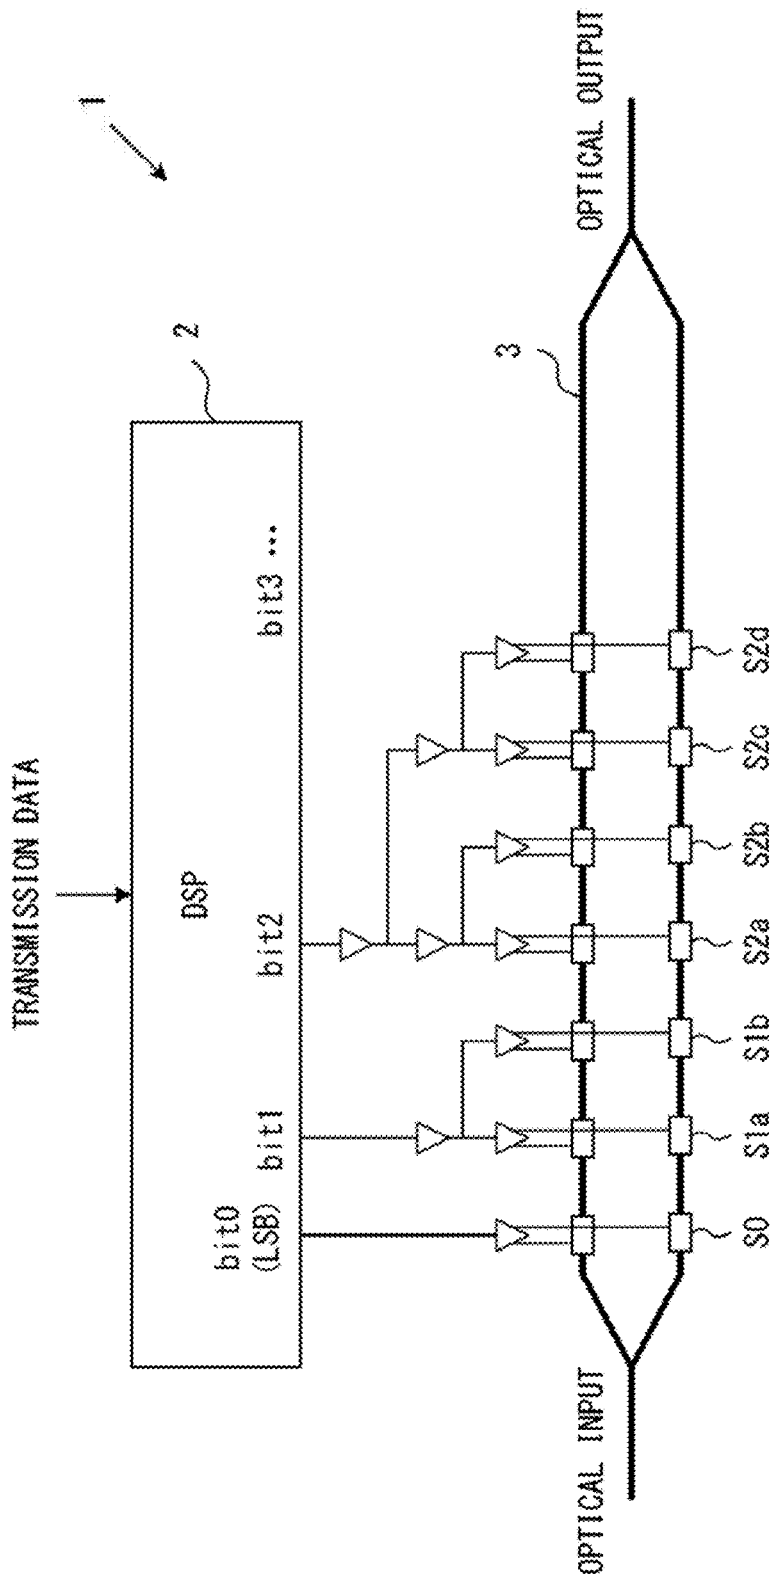 1
TRANSMISSION DATA
2
DSP
bit0
(LSB)
bit1
bit2
bit3 ...
3
OPTICAL INPUT
OPTICAL OUTPUT
S0
S1a
S1b
S2a
S2b
S2c
S2d